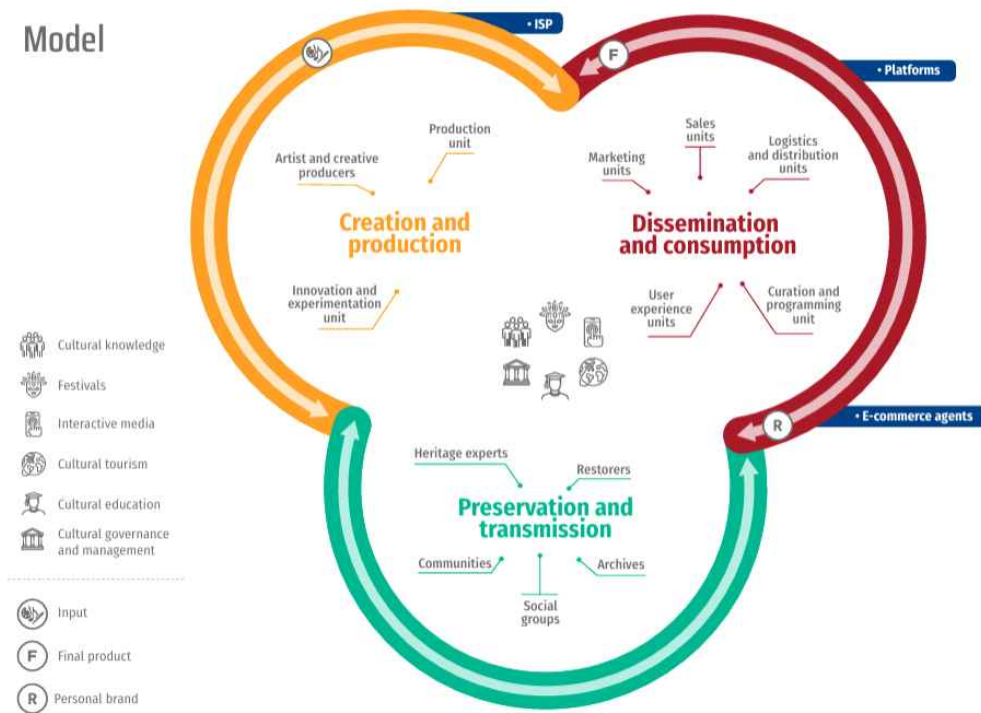 Model
• ISP
F
• Platforms
Production
unit
Artist and creative
producers
Creation and
production
Innovation and
experimentation
unit
Sales
units
Marketing
units
Logistics
and distribution
units
Dissemination
and consumption
User
experience
units
Curation and
programming
unit
R
• E-commerce agents
Heritage experts
Restorers
Preservation and
transmission
Communities
Social
groups
Archives
Cultural knowledge
Festivals
Interactive media
Cultural tourism
Cultural education
Cultural governance
and management
Input
F
Final product
R
Personal brand